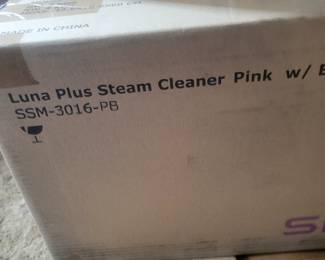 MADE IN CHINA
Luna Plus Steam Cleaner Pink w/
SSM-3016-PB